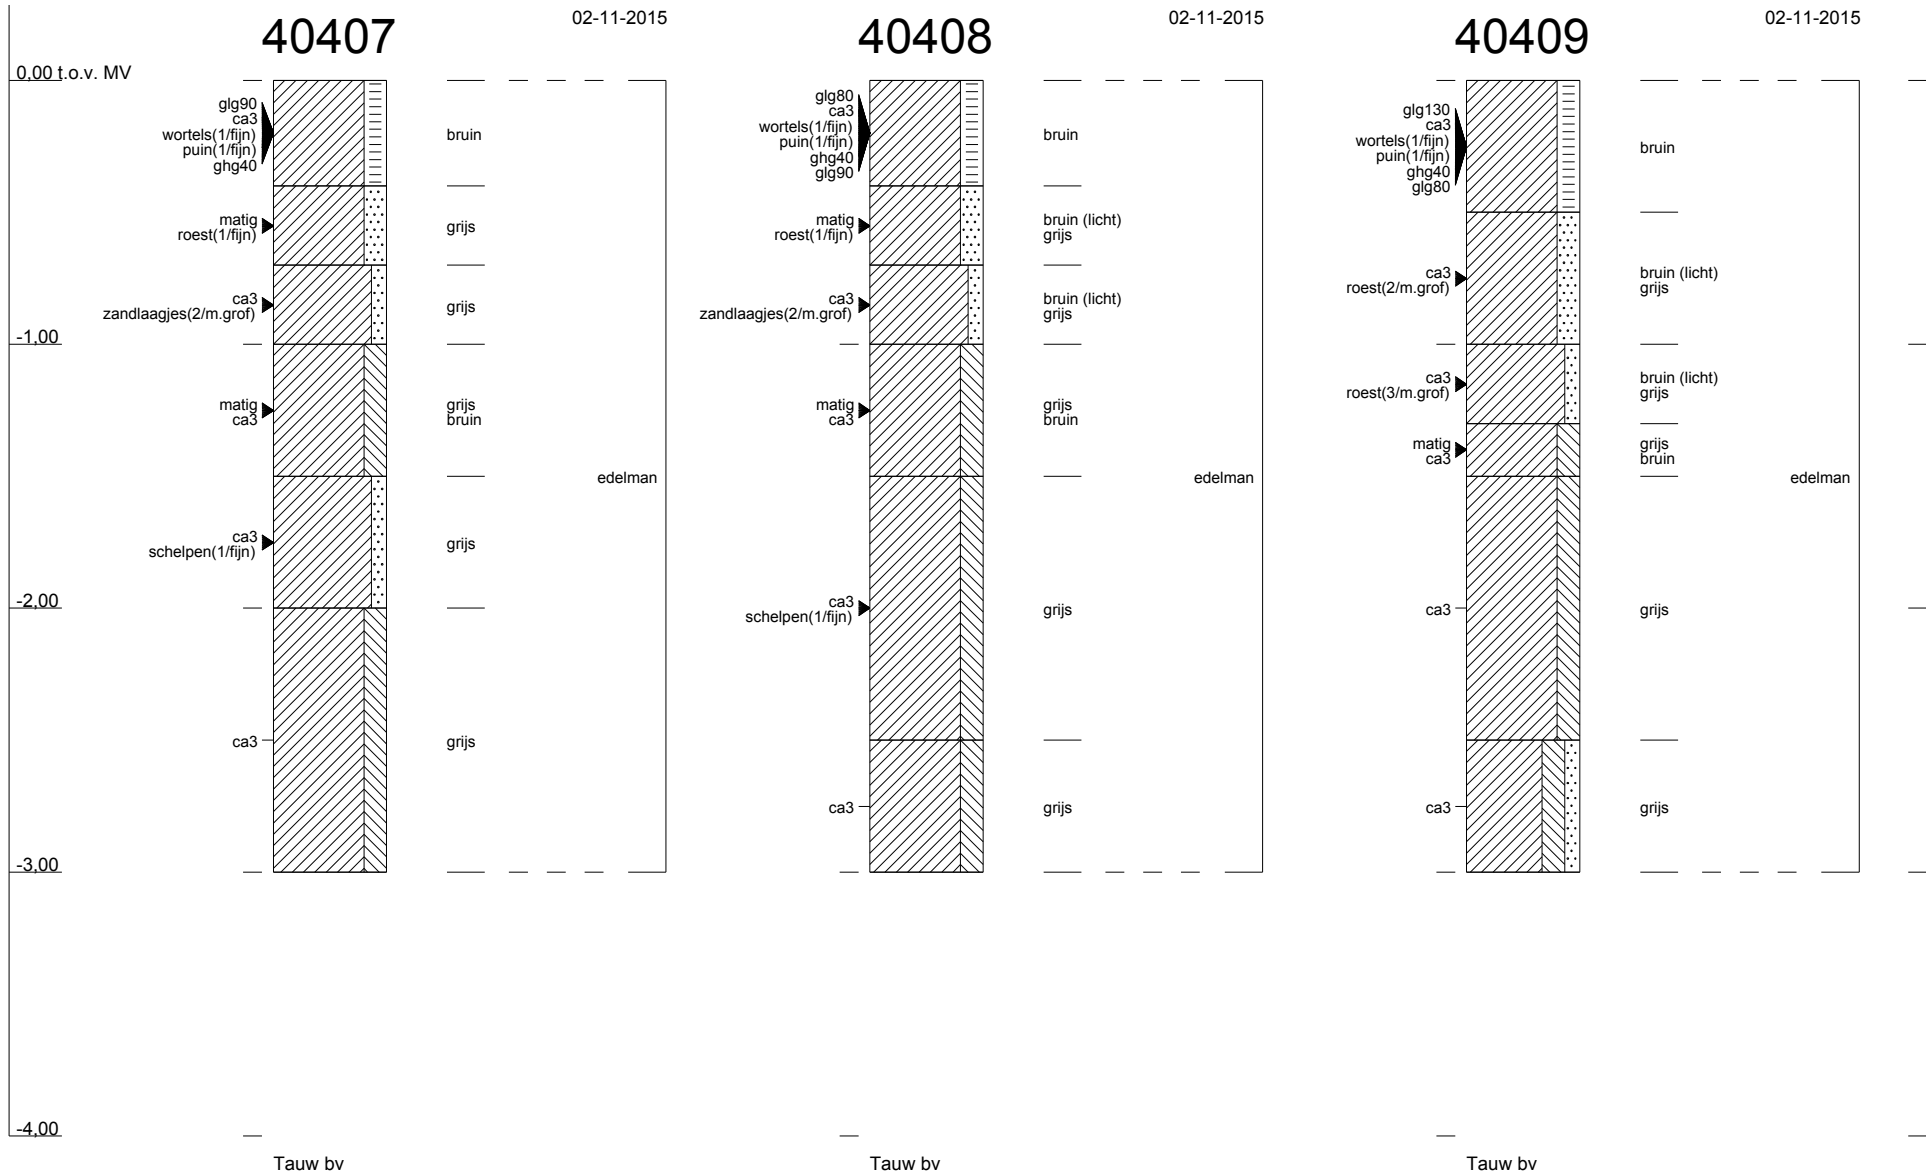 02-11-2015
40407
0,00 t.o.v. MV
glg90
ca3
wortels(1/fijn)
puin(1/fijn)
ghg40
bruin
matig
roest(1/fijn)
grijs
ca3
zandlaagjes(2/m.grof)
grijs
-1,00
matig
ca3
grijs
bruin
edelman
ca3
schelpen(1/fijn)
grijs
-2,00
ca3
grijs
-3,00
-4,00
Tauw bv
02-11-2015
40408
glg80
ca3
wortels(1/fijn)
puin(1/fijn)
ghg40
glg90
bruin
matig
roest(1/fijn)
bruin (licht)
grijs
ca3
zandlaagjes(2/m.grof)
bruin (licht)
grijs
matig
ca3
grijs
bruin
edelman
ca3
schelpen(1/fijn)
grijs
ca3
grijs
Tauw bv
02-11-2015
40409
glg130
ca3
wortels(1/fijn)
puin(1/fijn)
ghg40
glg80
bruin
ca3
roest(2/m.grof)
bruin (licht)
grijs
ca3
roest(3/m.grof)
bruin (licht)
grijs
matig
ca3
grijs
bruin
edelman
ca3
grijs
ca3
grijs
Tauw bv